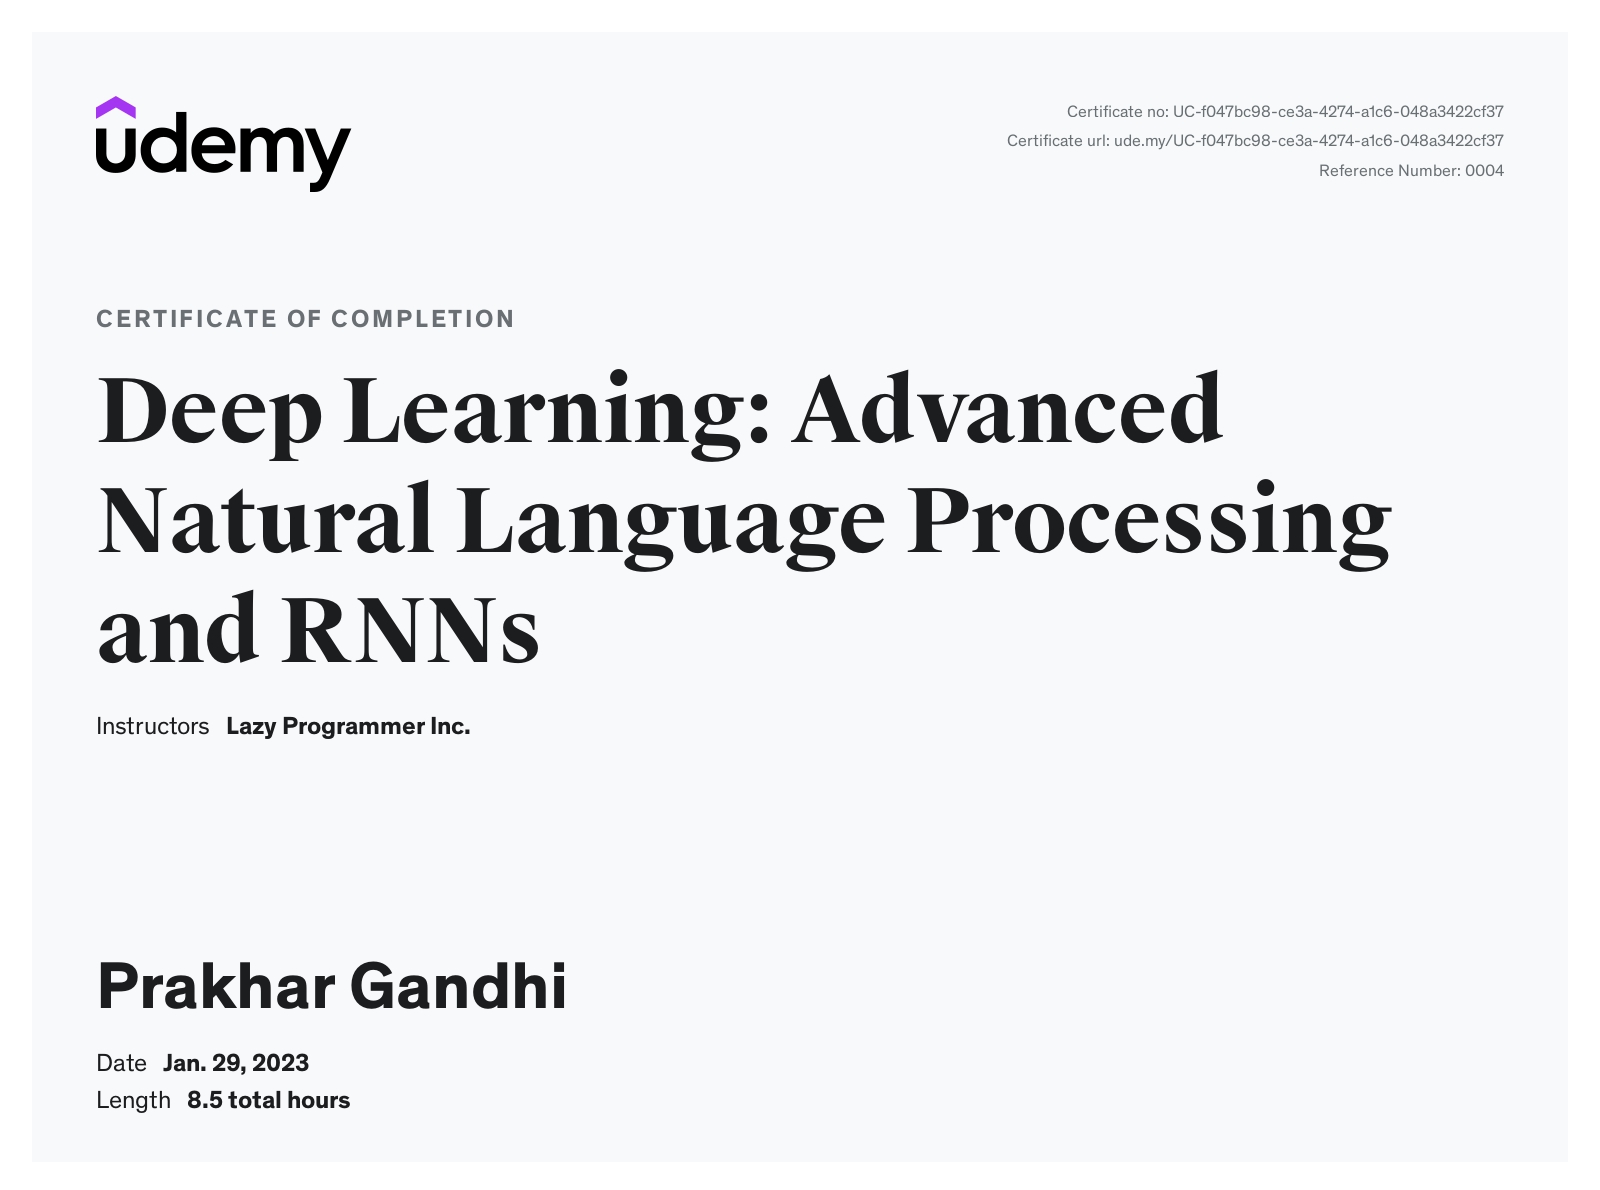 udemy
Certificate no: UC-f047bc98-ce3a-4274-a1c6-048a3422cf37
Certificate url: ude.my/UC-f047bc98-ce3a-4274-a1c6-048a3422cf37
Reference Number: 0004
CERTIFICATE OF COMPLETION
Deep Learning: Advanced
Natural Language Processing
and RNNs
Instructors Lazy Programmer Inc.
Prakhar Gandhi
Date Jan. 29, 2023
Length 8.5 total hours